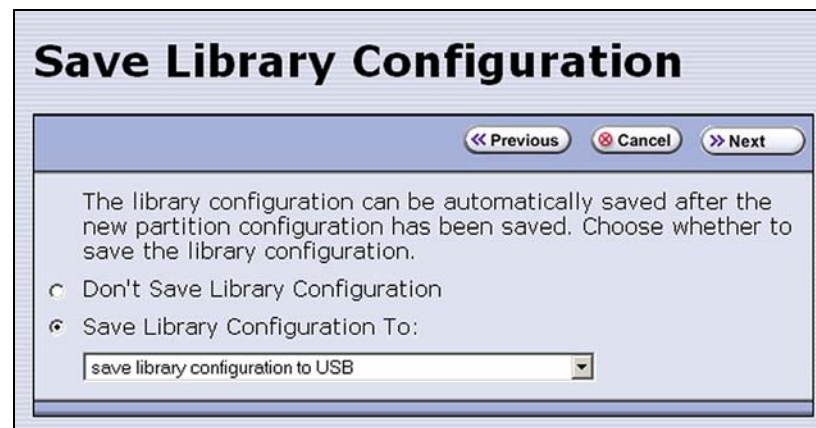 Save Library Configuration
Previous Cancel Next
The library configuration can be automatically saved after the
new partition configuration has been saved. Choose whether to
save the library configuration.
Don't Save Library Configuration
Save Library Configuration To:
save library configuration to USB